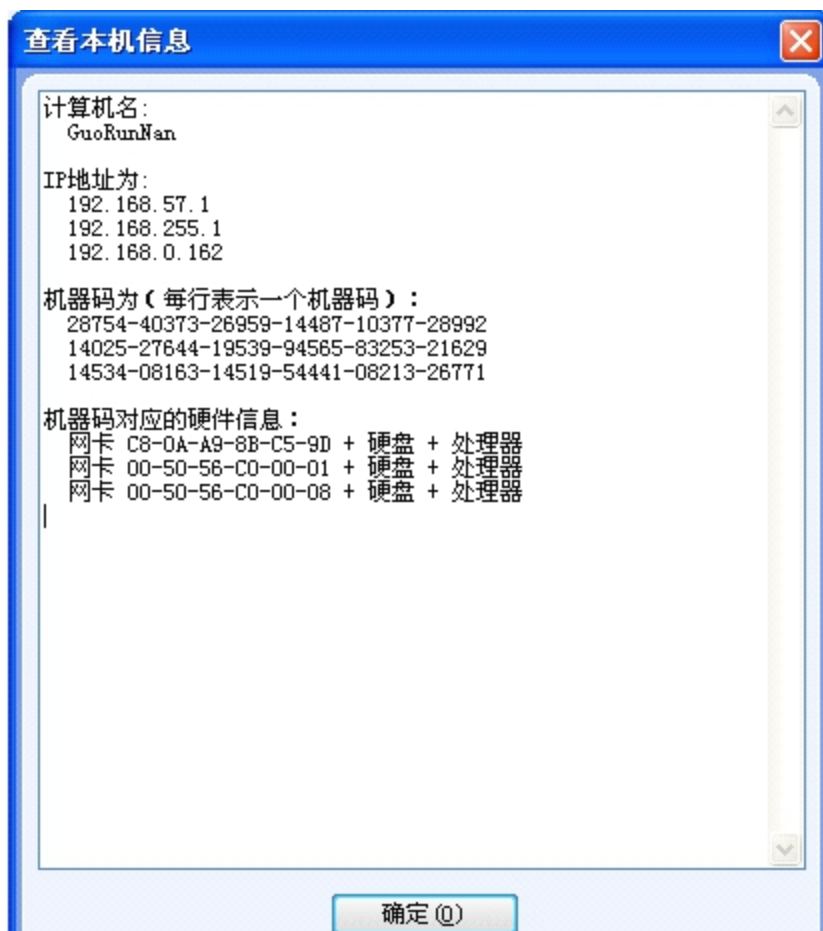 查看本机信息
计算机名:
GuoRunNan
IP地址为:
192.168.57.1
192.168.255.1
192.168.0.162
机器码为(每行表示一个机器码):
28754-40373-26959-14487-10377-28992
14025-27644-19539-94565-83253-21629
14534-08163-14519-54441-08213-26771
机器码对应的硬件信息:
网卡 C8-0A-A9-8B-C5-9D + 硬盘 + 处理器
网卡 00-50-56-C0-00-01 + 硬盘 + 处理器
网卡 00-50-56-C0-00-08 + 硬盘 + 处理器
确定(O)